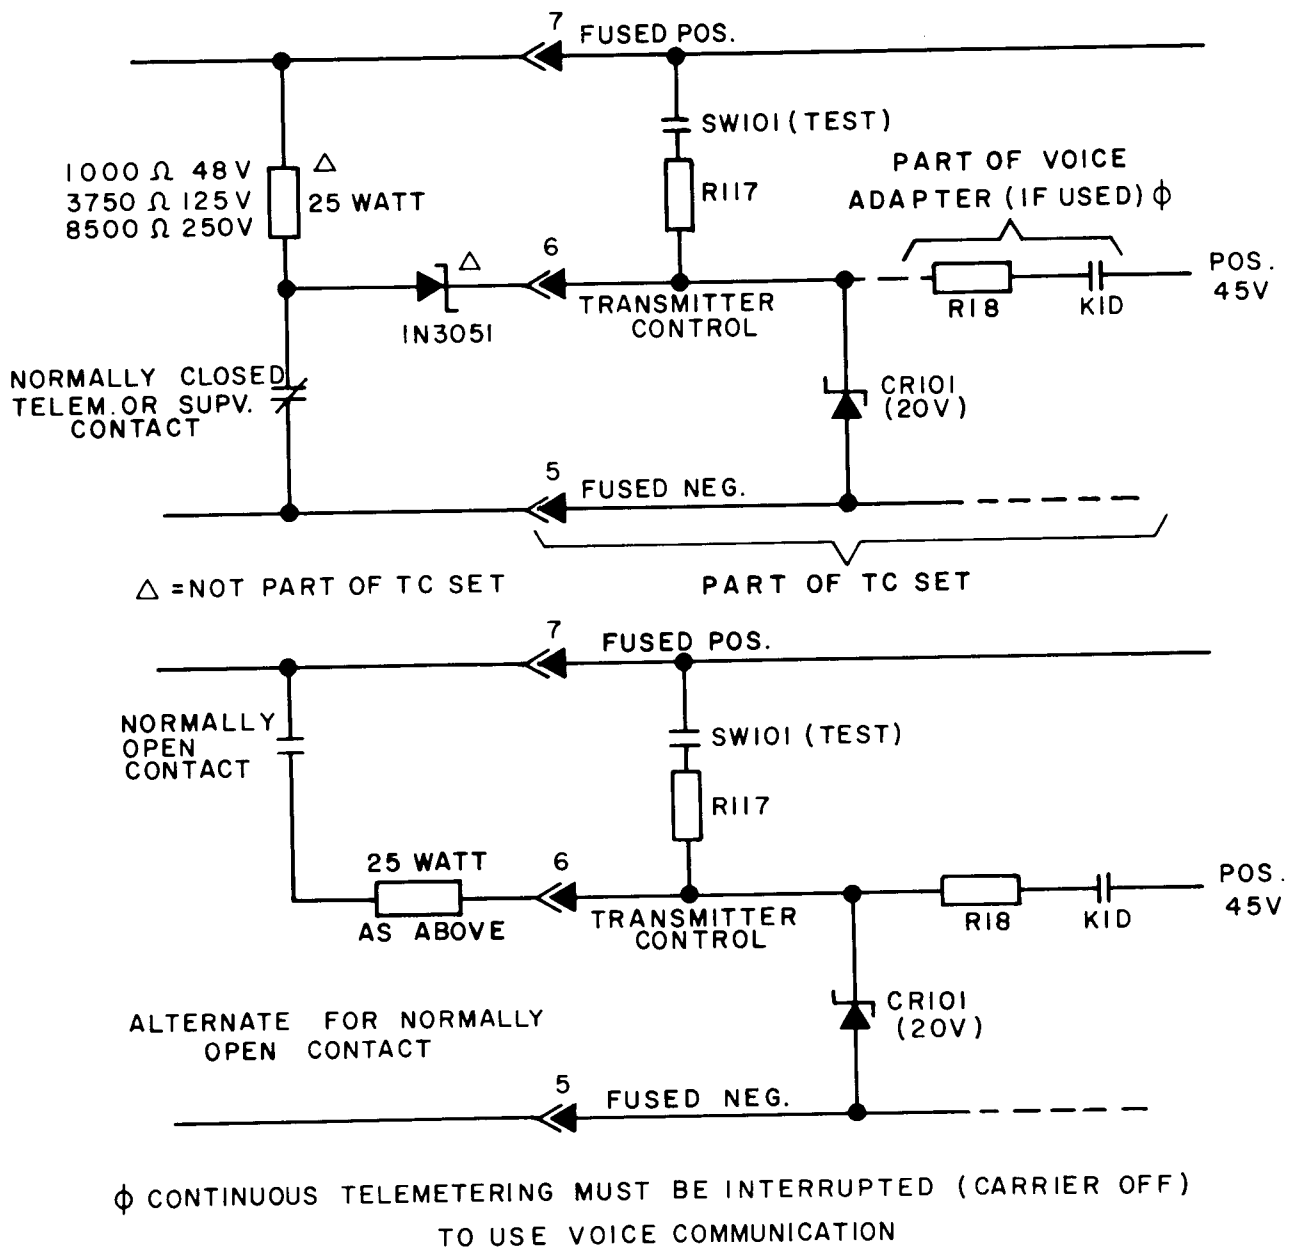 7
FUSED POS.
SW101 (TEST)
1000 Ω 48V
3750 Ω 125V
8500 Ω 250V
△
25 WATT
R117
PART OF VOICE
ADAPTER (IF USED) ϕ
6
△
1N3051
TRANSMITTER
CONTROL
R18
K1D
POS.
45V
NORMALLY CLOSED
TELEM. OR SUPV.
CONTACT
CR101
(20V)
5
FUSED NEG.
△ = NOT PART OF TC SET
PART OF TC SET
7
FUSED POS.
NORMALLY
OPEN
CONTACT
SW101 (TEST)
R117
25 WATT
AS ABOVE
6
TRANSMITTER
CONTROL
R18
K1D
POS.
45V
CR101
(20V)
ALTERNATE FOR NORMALLY
OPEN CONTACT
5
FUSED NEG.
ϕ CONTINUOUS TELEMETERING MUST BE INTERRUPTED (CARRIER OFF)
TO USE VOICE COMMUNICATION